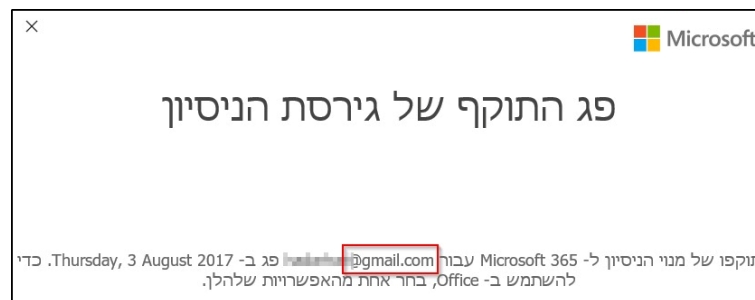 Microsoft
פג התוקף של גירסת הניסיון
תוקפו של מנוי הניסיון ל- Microsoft 365 עבור @gmail.com פג ב- Thursday, 3 August 2017. כדי
להשתמש ב- Office, בחר אחת מהאפשרויות שלהלן.